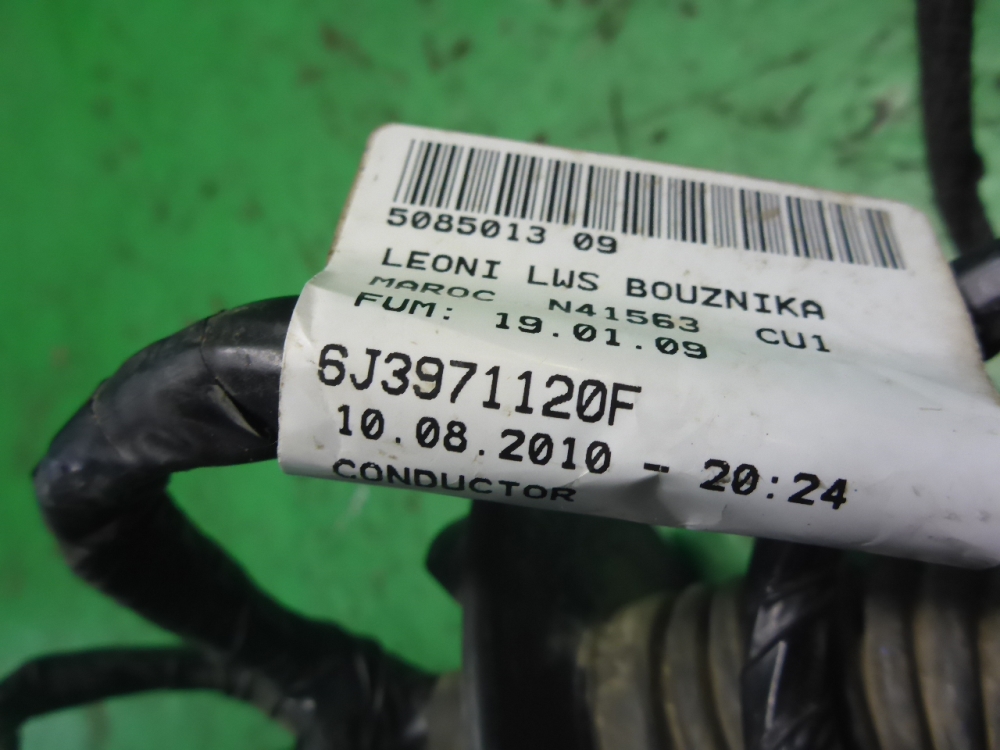 5085013 09
LEONI LWS BOUZNIKA
MAROC N41563 CU1
FUM: 19.01.09
6J3971120F
10.08.2010 - 20:24
CONDUCTOR